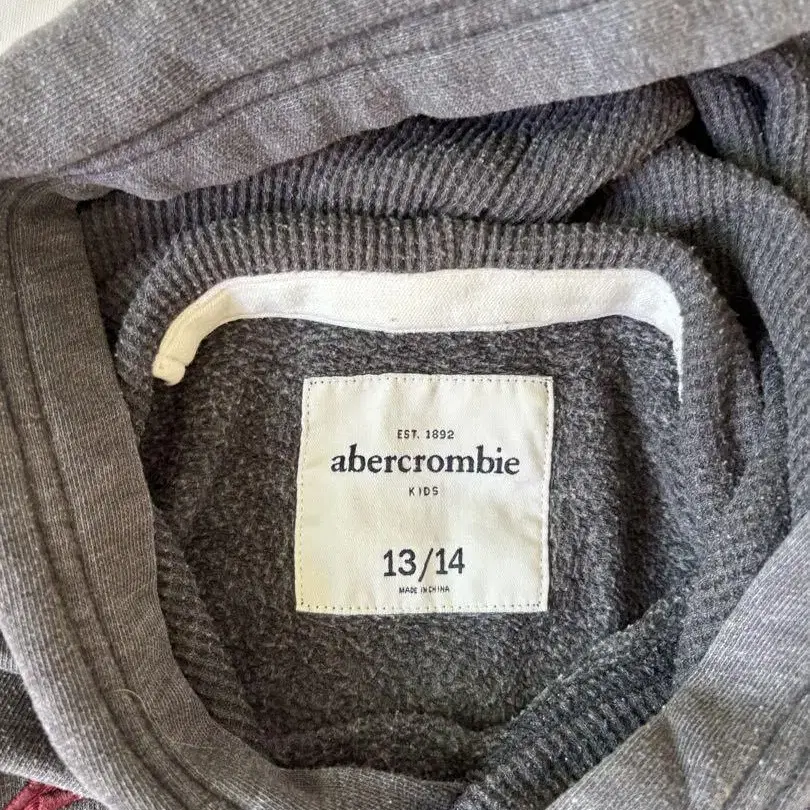 EST. 1892
abercrombie
KIDS
13/14
MADE IN CHINA